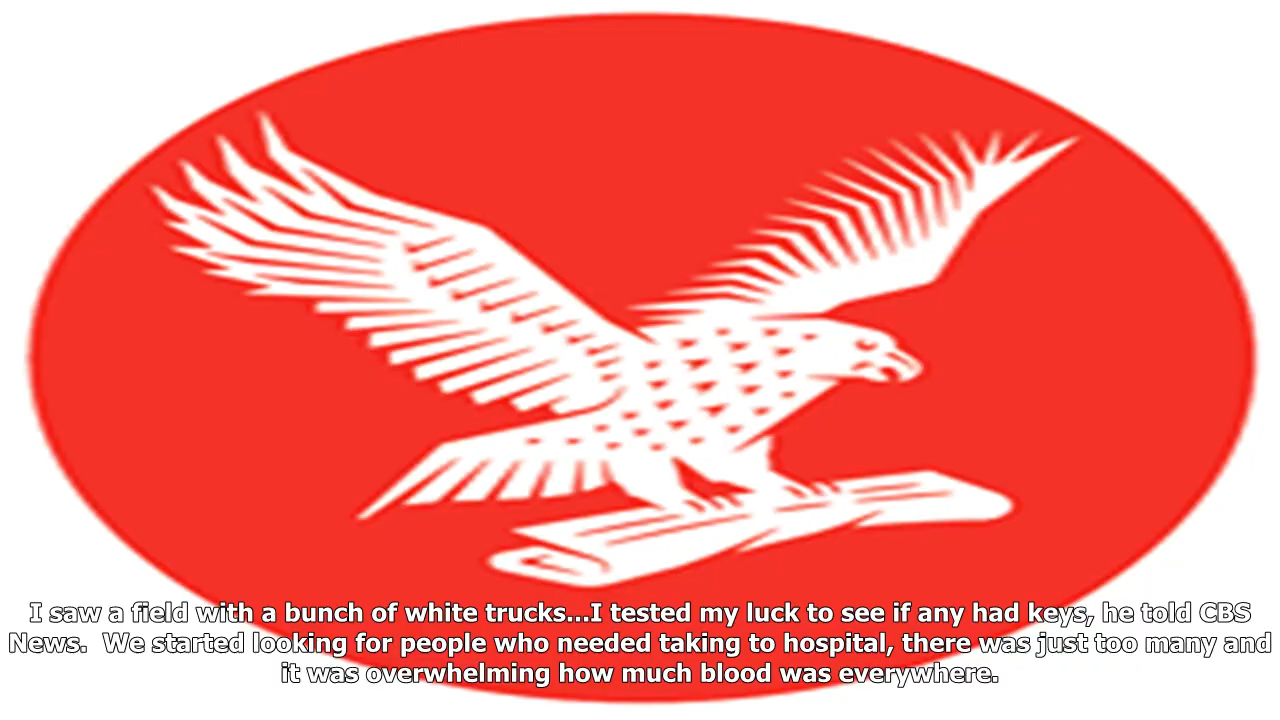 I saw a field with a bunch of white trucks...I tested my luck to see if any had keys, he told CBS
News.  We started looking for people who needed taking to hospital, there was just too many and
it was overwhelming how much blood was everywhere.